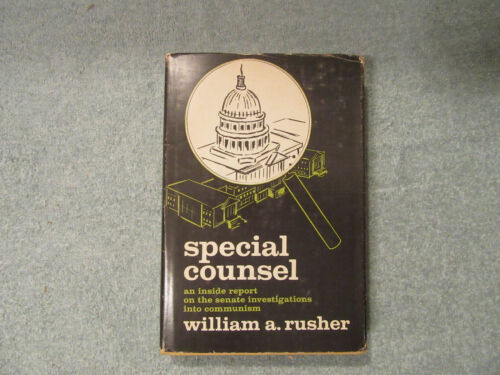 special
counsel
an inside report
on the senate investigations
into communism
william a. rusher